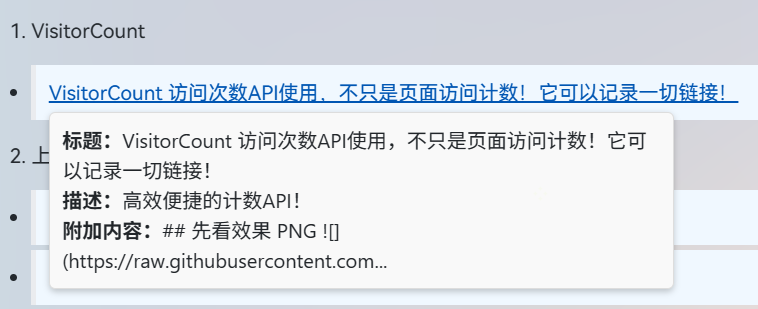 1. VisitorCount
VisitorCount 访问次数API使用，不只是页面访问计数！它可以记录一切链接！
标题：VisitorCount 访问次数API使用，不只是页面访问计数！它可
以记录一切链接！
2. 上
描述：高效便捷的计数API！
附加内容：## 先看效果 PNG ![]
(https://raw.githubusercontent.com...